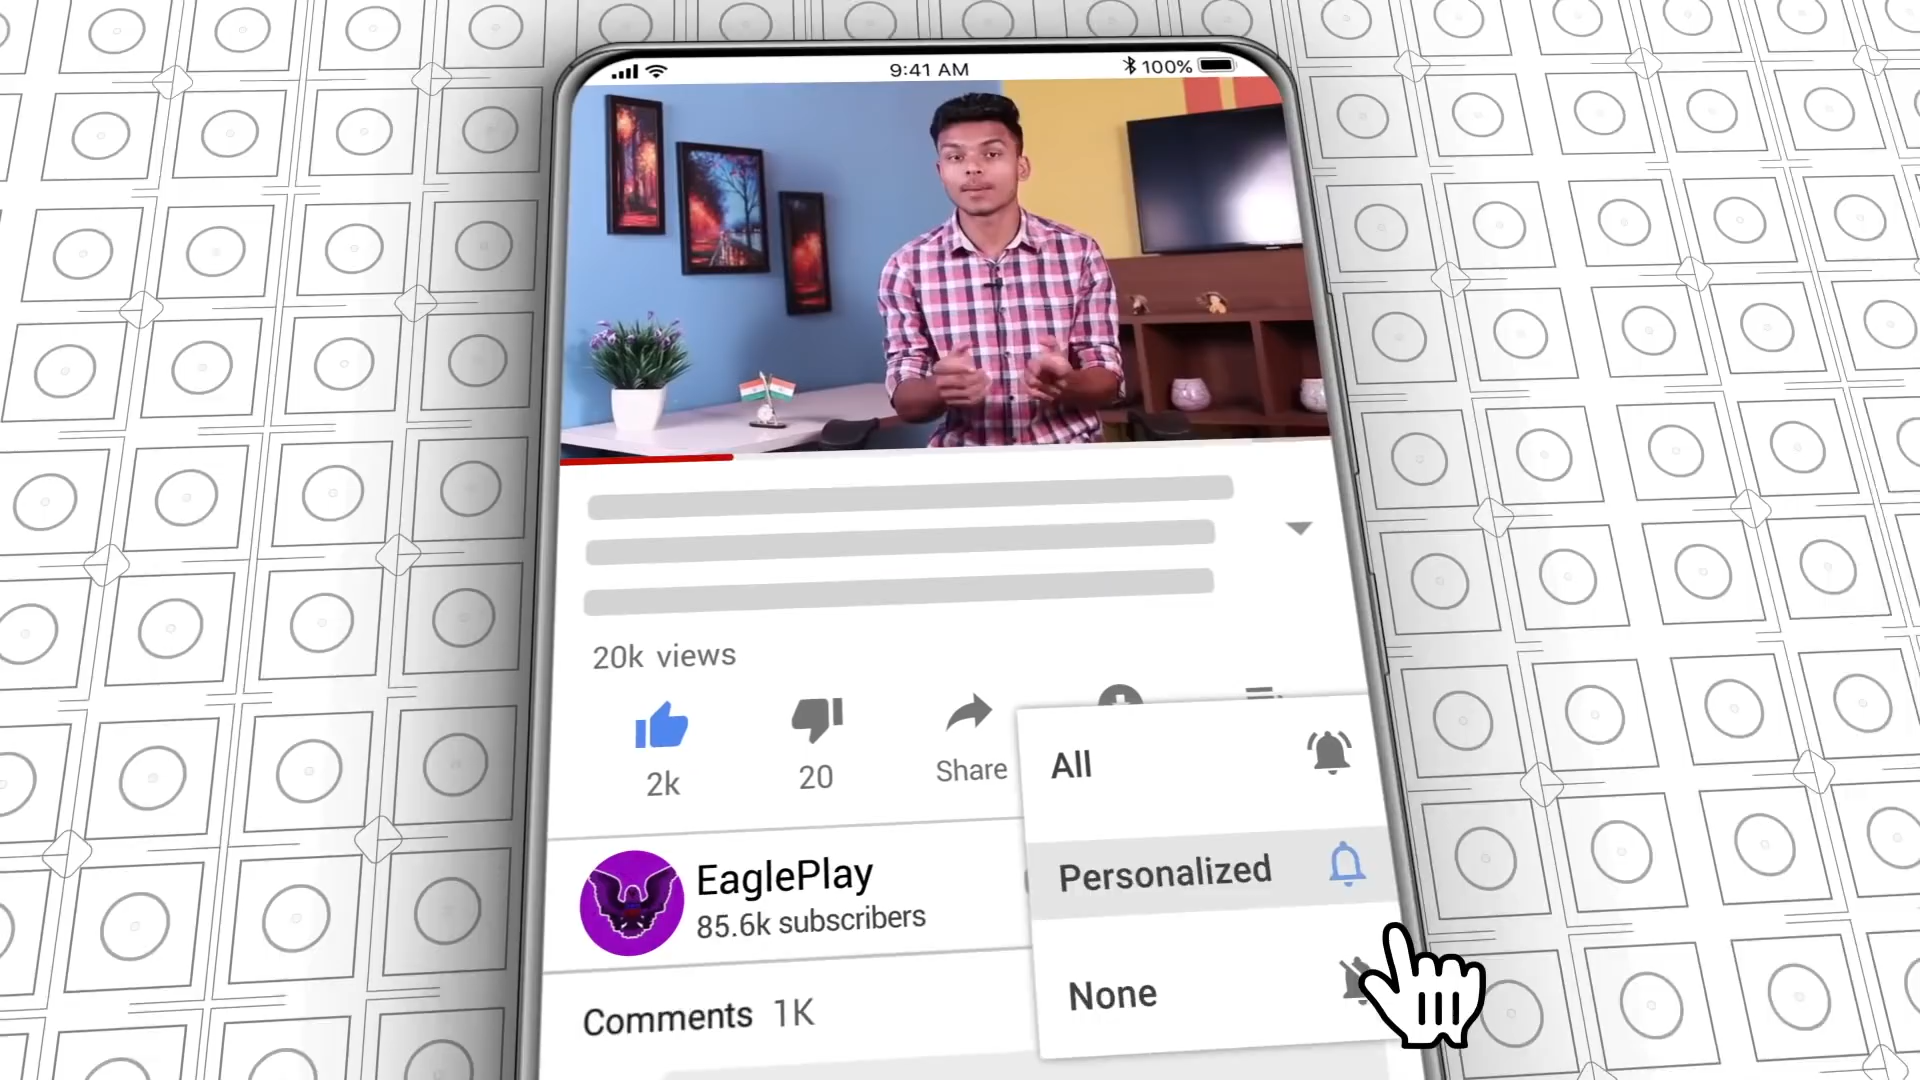 9:41 AM
100%
20k views
2k
20
Share
All
Personalized
None
EaglePlay
85.6k subscribers
Comments 1K